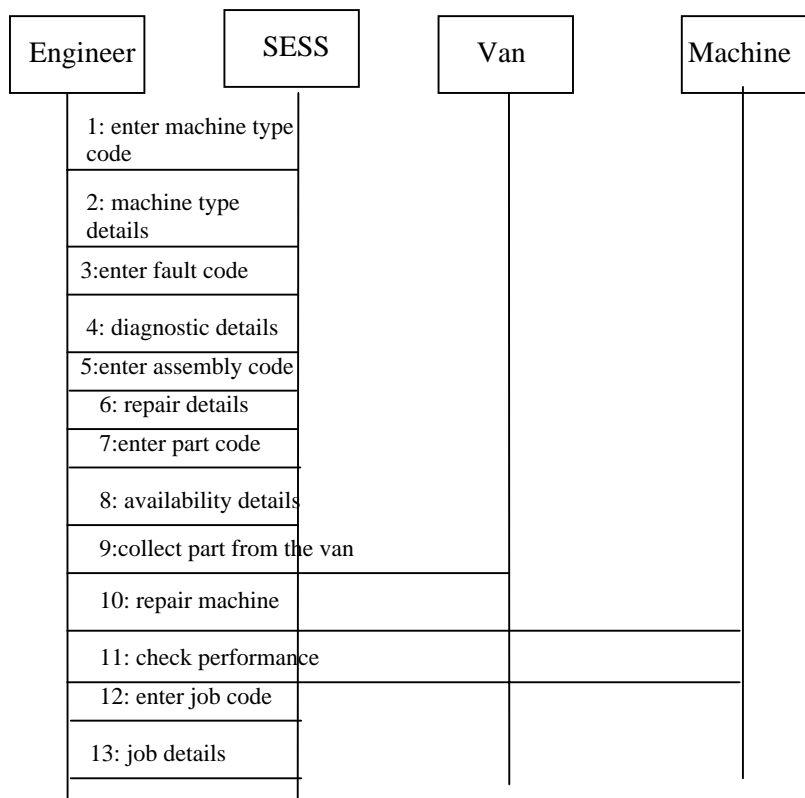 Engineer
SESS
Van
Machine
1: enter machine type
code
2: machine type
details
3:enter fault code
4: diagnostic details
5:enter assembly code
6: repair details
7:enter part code
8: availability details
9:collect part from the van
10: repair machine
11: check performance
12: enter job code
13: job details